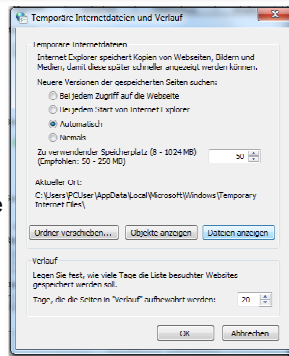 Temporäre Internetdateien und Verlauf
Temporäre Internetdateien
Internet Explorer speichert Kopien von Webseiten, Bildern und
Medien, damit diese später schneller angezeigt werden können.
Neuere Versionen der gespeicherten Seiten suchen:
Bei jedem Zugriff auf die Webseite
Bei jedem Start von Internet Explorer
Automatisch
Niemals
Zu verwendender Speicherplatz (8 - 1024 MB)
(Empfohlen: 50 - 250 MB)
50
Aktueller Ort:
C:\Users\PCUser\AppData\Local\Microsoft\Windows\Temporary
Internet Files\
e
Ordner verschieben...
Objekte anzeigen
Dateien anzeigen
Verlauf
Legen Sie fest, wie viele Tage die Liste besuchter Websites
gespeichert werden soll.
Tage, die die Seiten in "Verlauf" aufbewahrt werden:
20
OK
Abbrechen